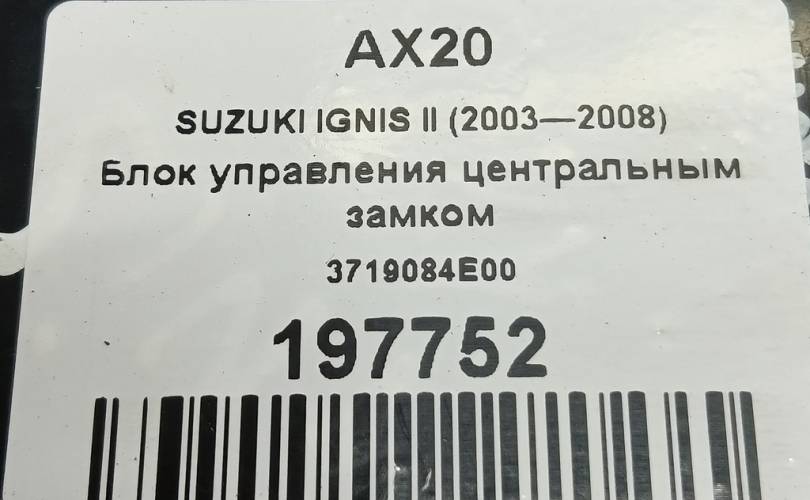 AX20
SUZUKI IGNIS II (2003—2008)
Блок управления центральным
замком
3719084E00
197752